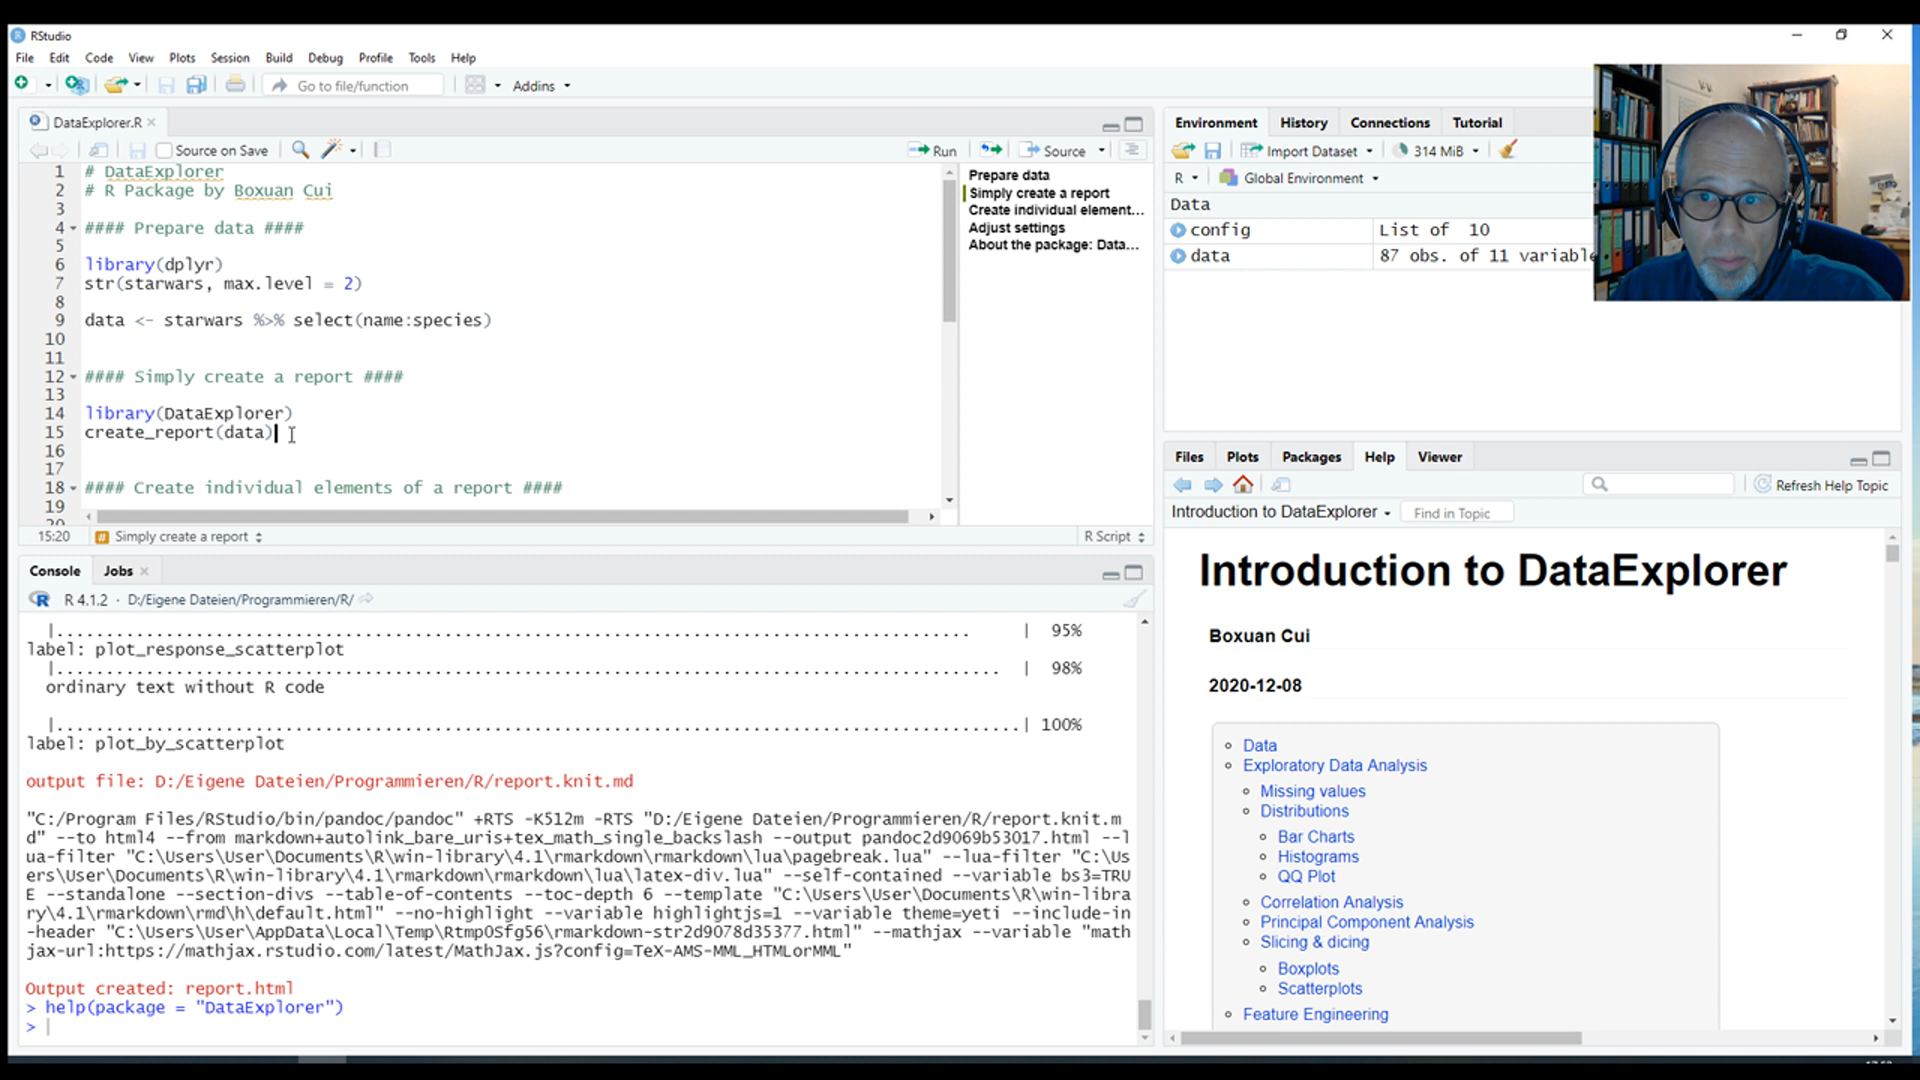 RStudio
File Edit Code View Plots Session Build Debug Profile Tools Help
Go to file/function Addins
DataExplorer.R
Source on Save Run Source
1 # DataExplorer
2 # R Package by Boxuan Cui
3
4 #### Prepare data ####
5
6 library(dplyr)
7 str(starwars, max.level = 2)
8
9 data <- starwars %>% select(name:species)
10
11
12 #### Simply create a report ####
13
14 library(DataExplorer)
15 create_report(data)
16
17
18 #### Create individual elements of a report ####
19
20
Prepare data
Simply create a report
Create individual element...
Adjust settings
About the package: Data...
15:20 # Simply create a report R Script
Console Jobs
R 4.1.2 · D:/Eigene Dateien/Programmieren/R/
|......................................................................................... | 95%
label: plot_response_scatterplot
|............................................................................................ | 98%
ordinary text without R code
|..............................................................................................| 100%
label: plot_by_scatterplot
output file: D:/Eigene Dateien/Programmieren/R/report.knit.md
"C:/Program Files/RStudio/bin/pandoc/pandoc" +RTS -K512m -RTS "D:/Eigene Dateien/Programmieren/R/report.knit.m
d" --to html4 --from markdown+autolink_bare_uris+tex_math_single_backslash --output pandoc2d9069b53017.html --l
ua-filter "C:\Users\User\Documents\R\win-library\4.1\rmarkdown\rmarkdown\lua\pagebreak.lua" --lua-filter "C:\Us
ers\User\Documents\R\win-library\4.1\rmarkdown\rmarkdown\lua\latex-div.lua" --self-contained --variable bs3=TRU
E --standalone --section-divs --table-of-contents --toc-depth 6 --template "C:\Users\User\Documents\R\win-libra
ry\4.1\rmarkdown\rmd\h\default.html" --no-highlight --variable highlightjs=1 --variable theme=yeti --include-in
-header "C:\Users\User\AppData\Local\Temp\RtmpOSfg56\rmarkdown-str2d9078d35377.html" --mathjax --variable "math
jax-url:https://mathjax.rstudio.com/latest/MathJax.js?config=TeX-AMS-MML_HTMLorMML"
Output created: report.html
> help(package = "DataExplorer")
>
Environment History Connections Tutorial
Import Dataset 314 MiB
R Global Environment
Data
config List of 10
data 87 obs. of 11 variable
Files Plots Packages Help Viewer
Refresh Help Topic
Introduction to DataExplorer Find in Topic
Introduction to DataExplorer
Boxuan Cui
2020-12-08
Data
Exploratory Data Analysis
Missing values
Distributions
Bar Charts
Histograms
QQ Plot
Correlation Analysis
Principal Component Analysis
Slicing & dicing
Boxplots
Scatterplots
Feature Engineering